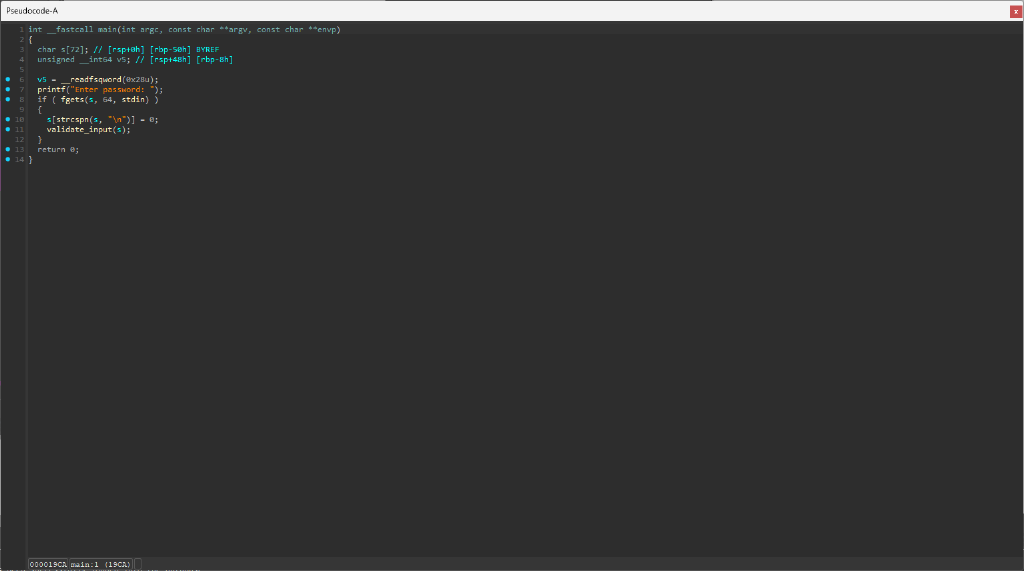 Pseudocode-A
x
1 int __fastcall main(int argc, const char **argv, const char **envp)
2 {
3 char s[72]; // [rsp+0h] [rbp-50h] BYREF
4 unsigned __int64 v5; // [rsp+48h] [rbp-8h]
5
6 v5 = __readfsqword(0x28u);
7 printf("Enter password: ");
8 if ( fgets(s, 64, stdin) )
9 {
10 s[strcspn(s, "\n")] = 0;
11 validate_input(s);
12 }
13 return 0;
14 }
000019CA main:1 (19CA)